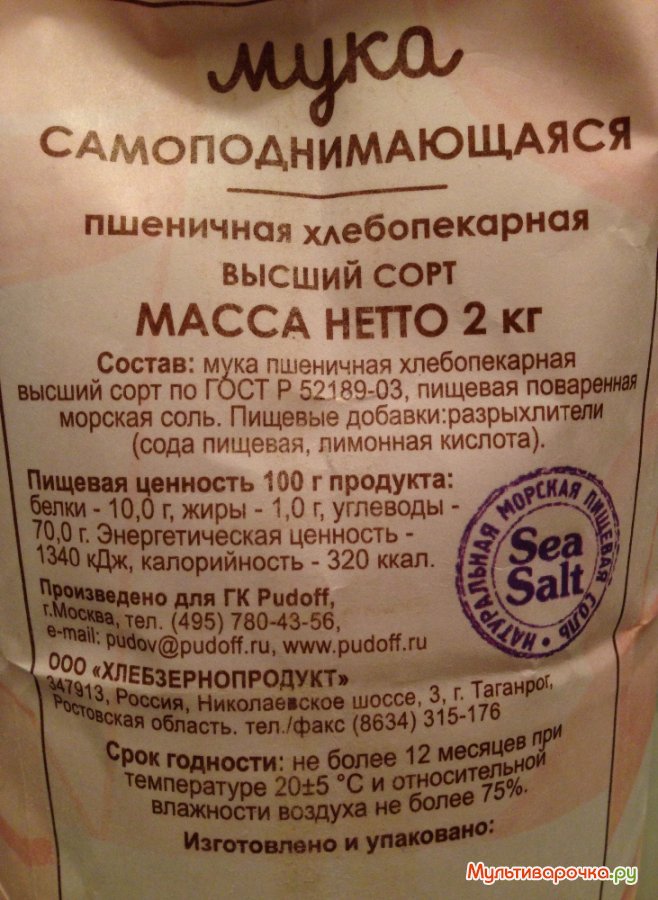 мука
САМОПОДНИМАЮЩАЯСЯ
пшеничная хлебопекарная
ВЫСШИЙ СОРТ
МАССА НЕТТО 2 кг
Состав: мука пшеничная хлебопекарная
высший сорт по ГОСТ Р 52189-03, пищевая поваренная
морская соль. Пищевые добавки:разрыхлители
(сода пищевая, лимонная кислота).
Пищевая ценность 100 г продукта:
белки - 10,0 г, жиры - 1,0 г, углеводы -
70,0 г. Энергетическая ценность -
1340 кДж, калорийность - 320 ккал.
НАТУРАЛЬНАЯ МОРСКАЯ ПИЩЕВАЯ СОЛЬ •
Sea
Salt
Произведено для ГК Pudoff,
г.Москва, тел. (495) 780-43-56,
e-mail: pudov@pudoff.ru, www.pudoff.ru
ООО «ХЛЕБЗЕРНОПРОДУКТ»
347913, Россия, Николаевское шоссе, 3, г. Таганрог,
Ростовская область. тел./факс (8634) 315-176
Срок годности: не более 12 месяцев при
температуре 20±5 °С и относительной
влажности воздуха не более 75%.
Изготовлено и упаковано:
Мультиварочка.ру